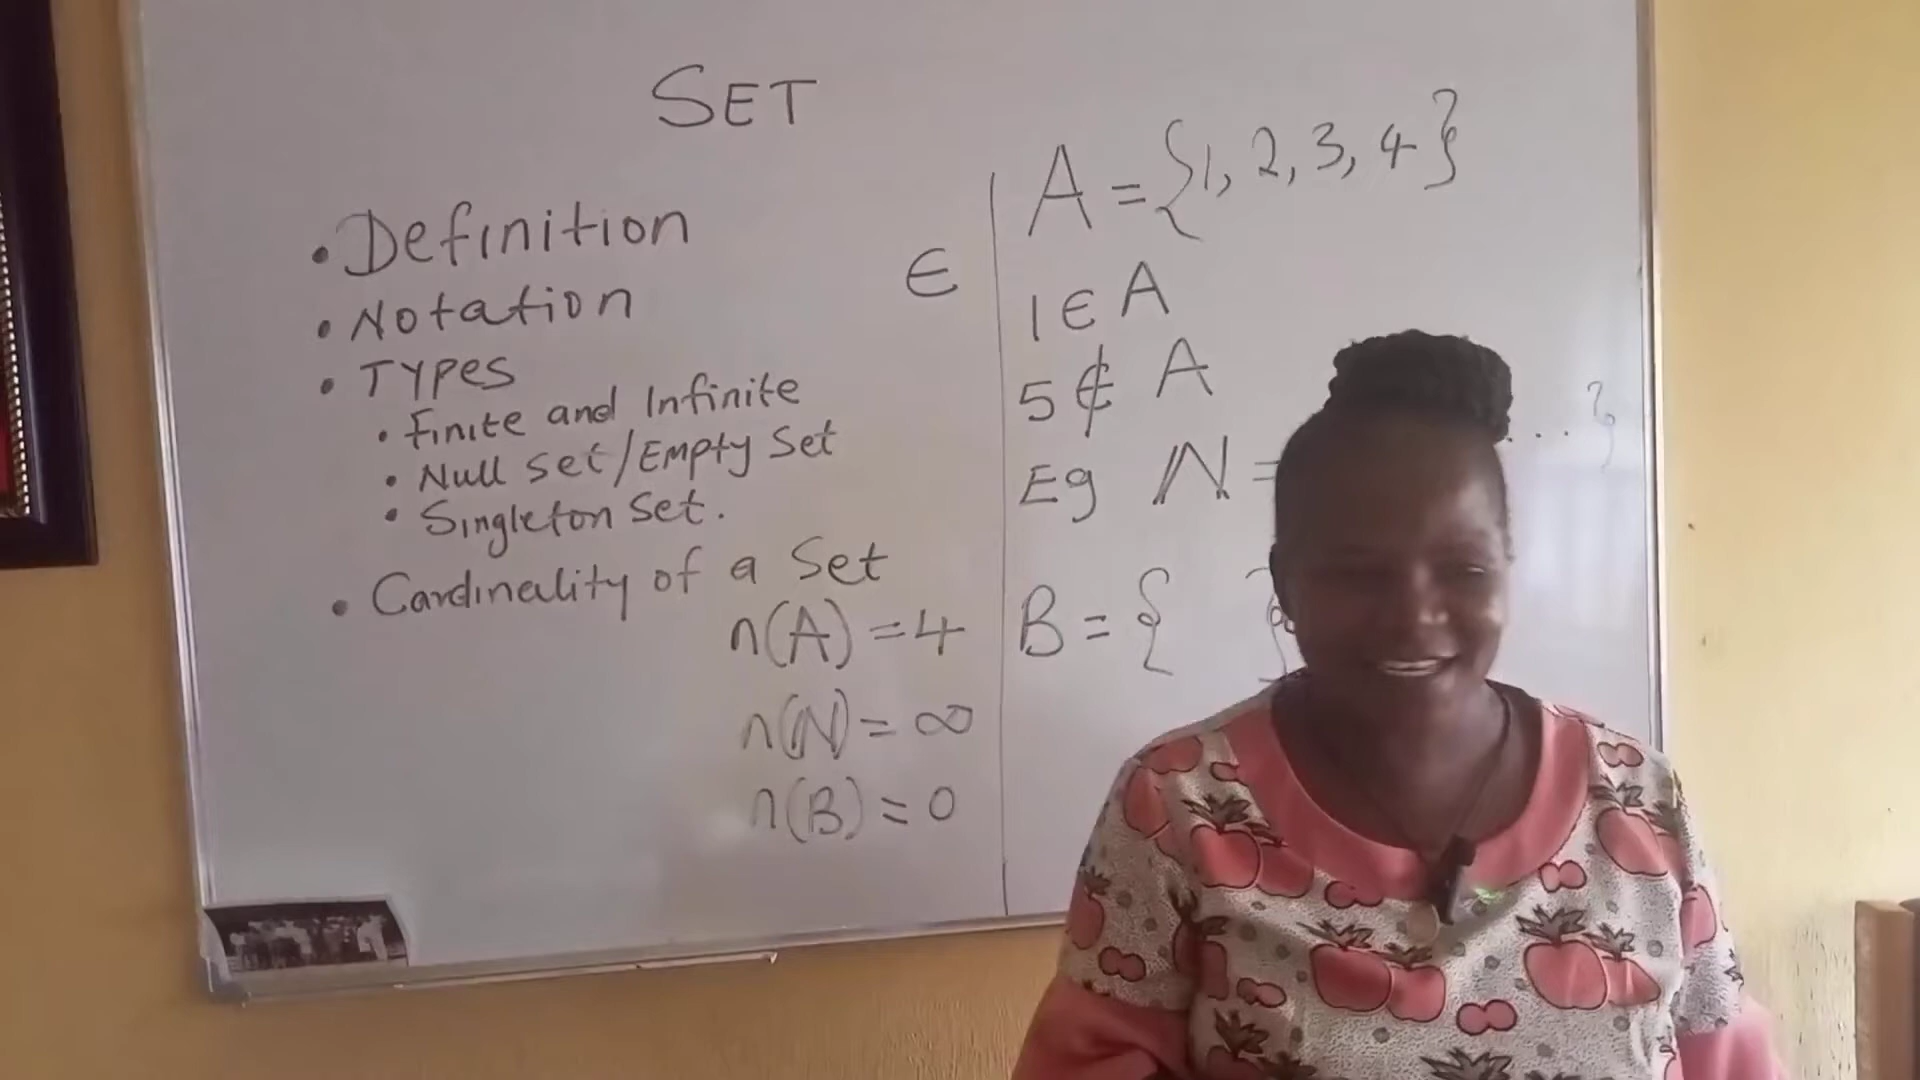 SET
• Definition
• Notation
• TYPES
• Finite and Infinite
• Null set/Empty Set
• Singleton Set.
• Cardinality of a Set
n(A) = 4
n(ℕ) = ∞
n(B) = 0
∈
A = {1, 2, 3, 4}
1 ∈ A
5 ∉ A
Eg ℕ = ...}
B = { }